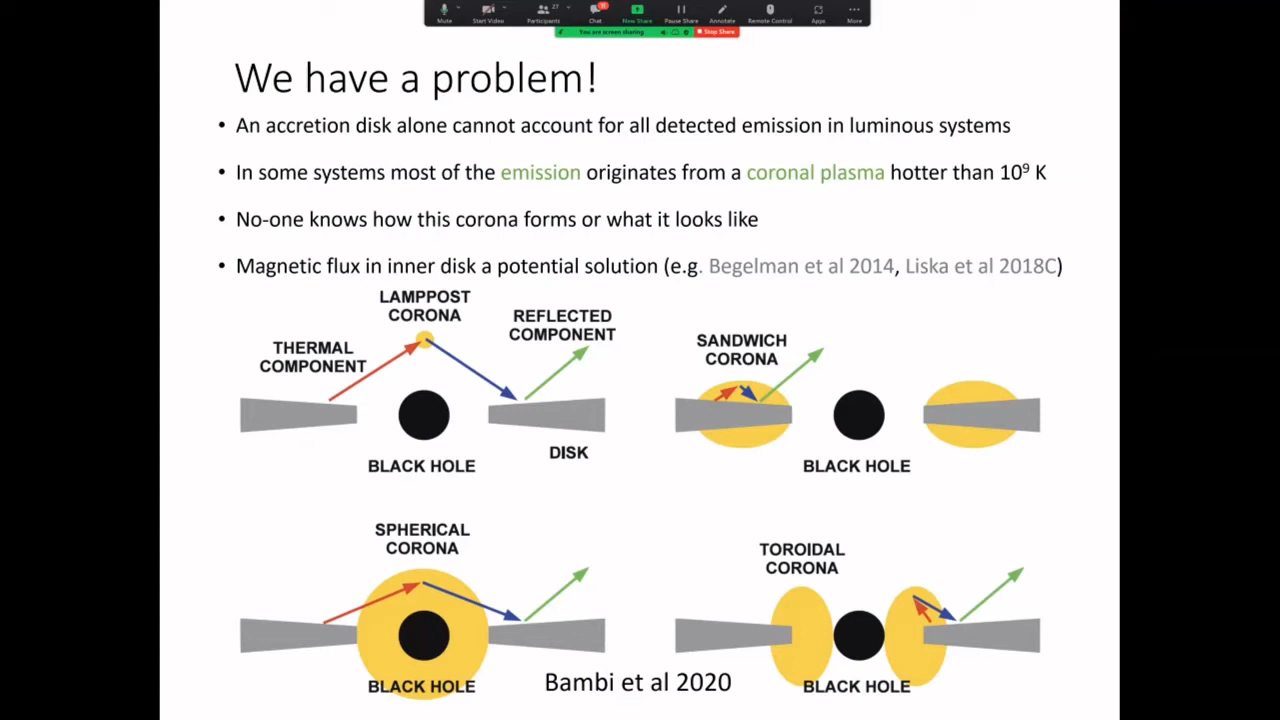 Mute
Start Video
Participants
27
Chat
New Share
Pause Share
Annotate
Remote Control
Apps
More
You are screen sharing
Stop Share
We have a problem!
• An accretion disk alone cannot account for all detected emission in luminous systems
• In some systems most of the emission originates from a coronal plasma hotter than 10⁹ K
• No-one knows how this corona forms or what it looks like
• Magnetic flux in inner disk a potential solution (e.g. Begelman et al 2014, Liska et al 2018C)
LAMPPOST
CORONA
THERMAL
COMPONENT
REFLECTED
COMPONENT
BLACK HOLE
DISK
SANDWICH
CORONA
BLACK HOLE
SPHERICAL
CORONA
BLACK HOLE
TOROIDAL
CORONA
BLACK HOLE
Bambi et al 2020